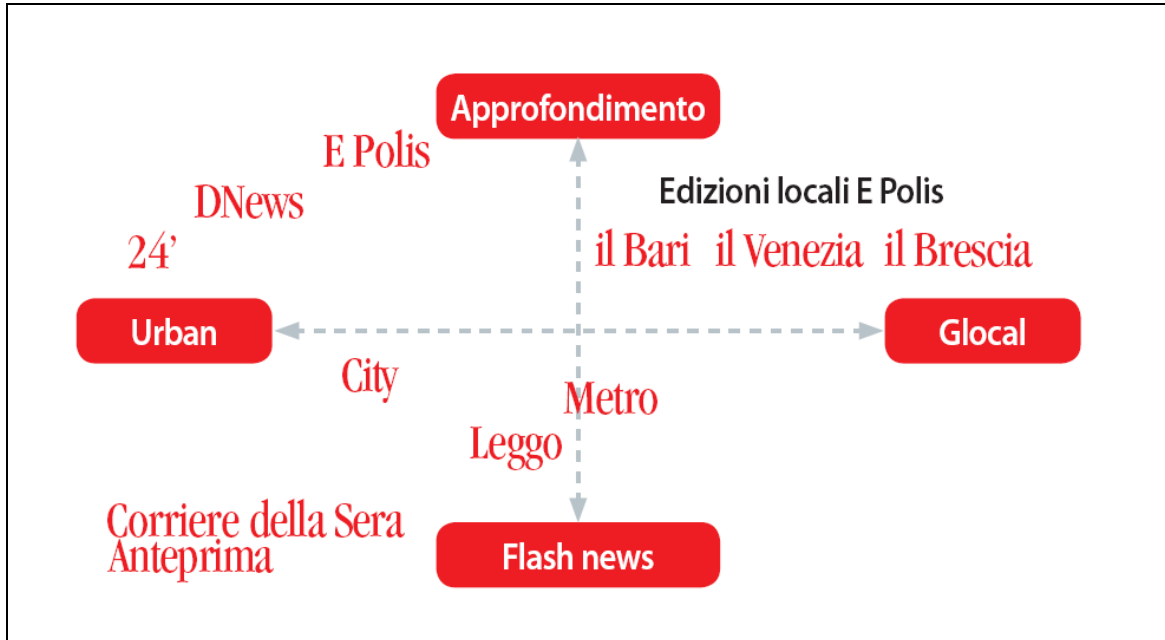 Approfondimento
E Polis
Edizioni locali E Polis
DNews
24’
il Bari il Venezia il Brescia
Urban
Glocal
City
Metro
Leggo
Corriere della Sera
Anteprima
Flash news